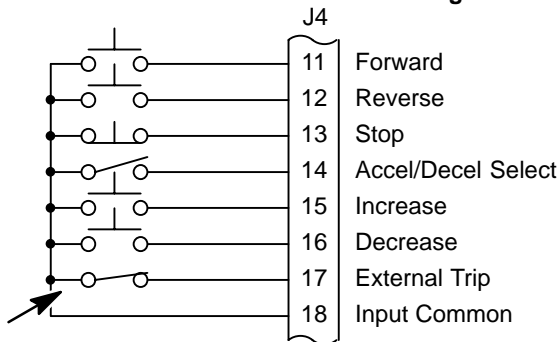 J4
11 Forward
12 Reverse
13 Stop
14 Accel/Decel Select
15 Increase
16 Decrease
17 External Trip
18 Input Common